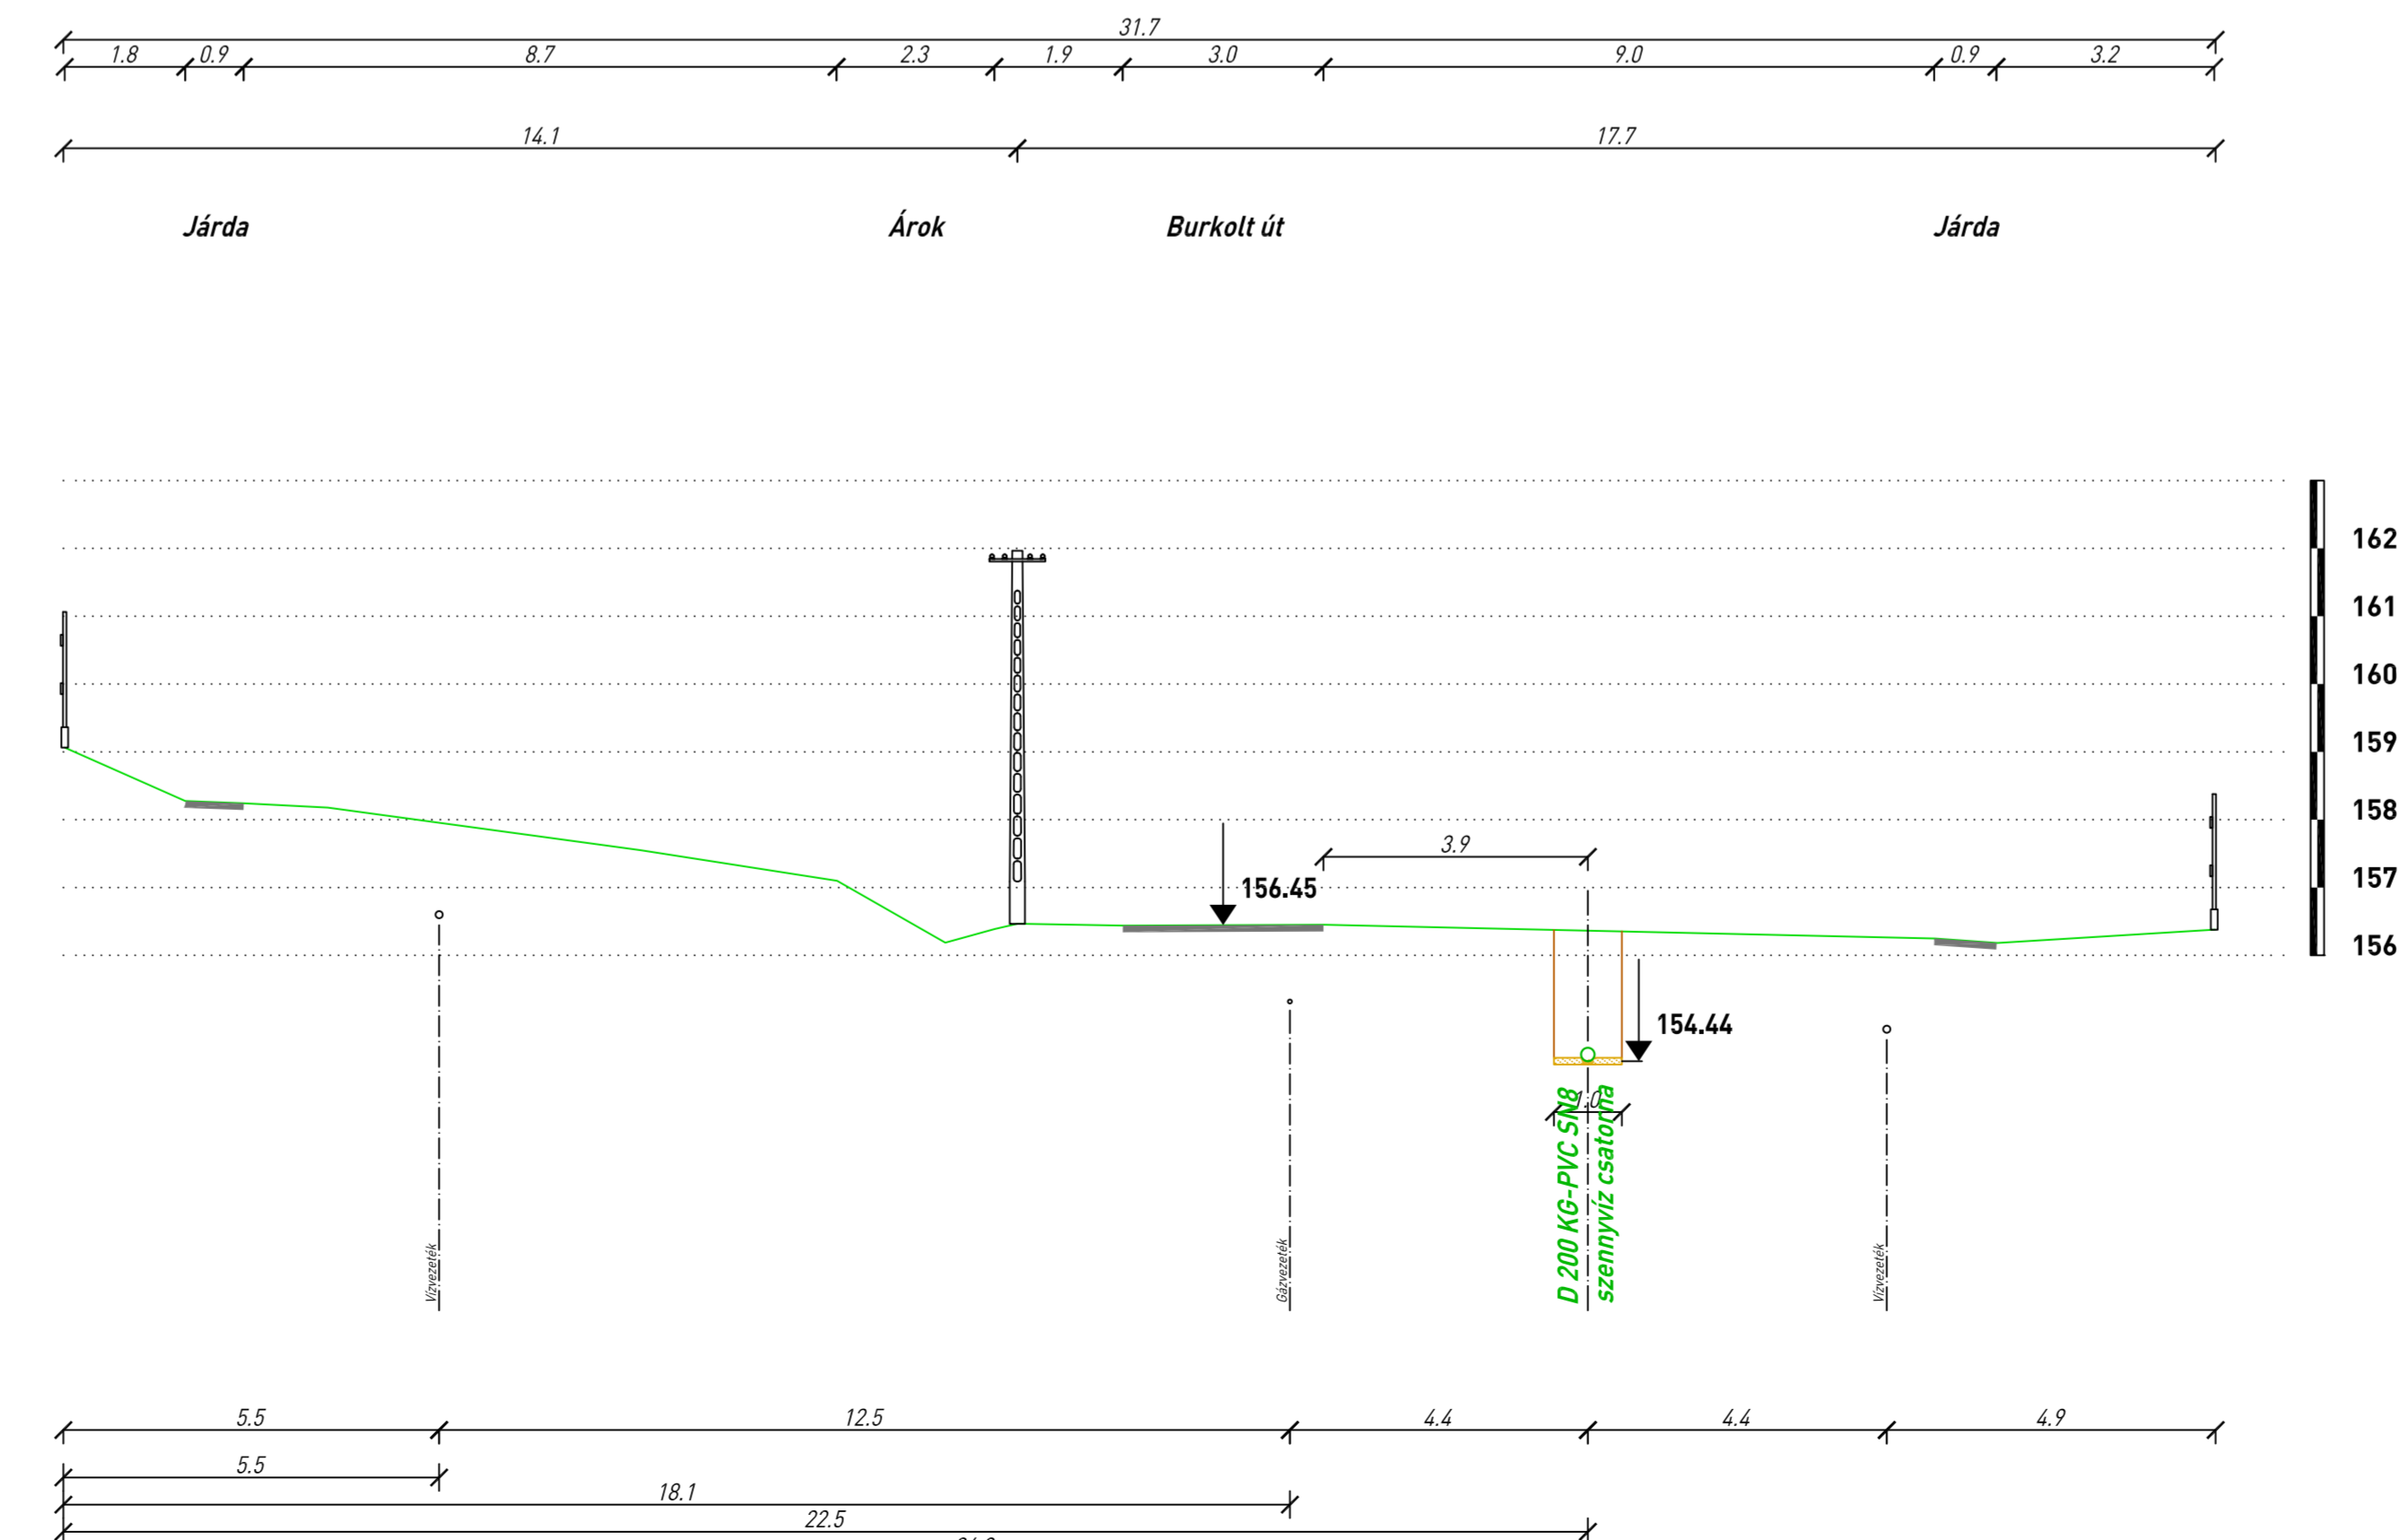 31.7
1.8 0.9 8.7 2.3 1.9 3.0 9.0 0.9 3.2
14.1 17.7
Járda Árok Burkolt út Járda
162
161
160
159
158
3.9
157
156.45
156
154.44
1.0
D 200 KG-PVC SN8
szennyvíz csatorna
Vízvezeték Gázvezeték Vízvezeték
5.5 12.5 4.4 4.4 4.9
5.5
18.1
22.5